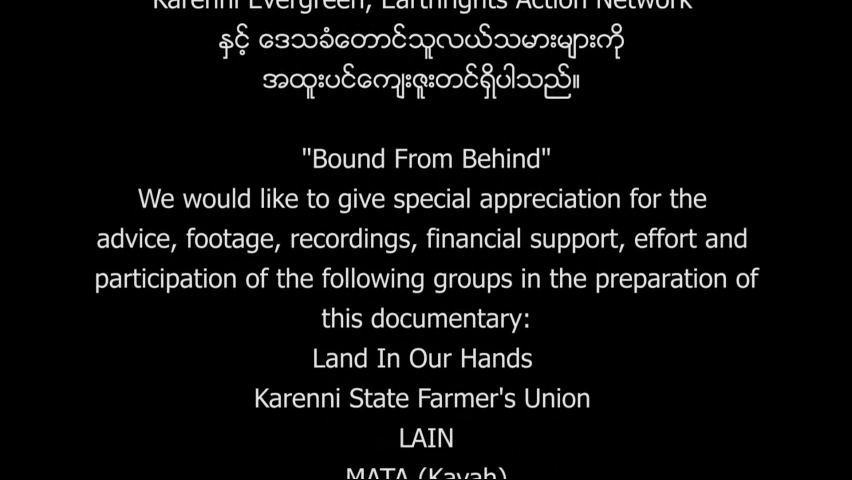 Karenni Evergreen, Earthrights Action Network
နှင့် ဒေသခံတောင်သူလယ်သမားများကို
အထူးပင်ကျေးဇူးတင်ရှိပါသည်။
"Bound From Behind"
We would like to give special appreciation for the
advice, footage, recordings, financial support, effort and
participation of the following groups in the preparation of
this documentary:
Land In Our Hands
Karenni State Farmer's Union
LAIN
MATA (Kayah)